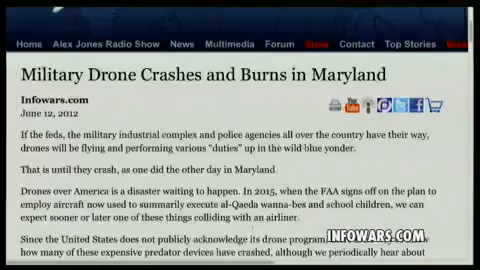 Home Alex Jones Radio Show News Multimedia Forum Store Contact Top Stories
Military Drone Crashes and Burns in Maryland
Infowars.com
June 12, 2012
If the feds, the military industrial complex and police agencies all over the country have their way,
drones will be flying and performing various “duties” up in the wild blue yonder.
That is until they crash, as one did the other day in Maryland.
Drones over America is a disaster waiting to happen. In 2015, when the FAA signs off on the plan to
employ aircraft now used to summarily execute al-Qaeda wanna-bes and school children, we can
expect sooner or later one of these things colliding with an airliner.
Since the United States does not publicly acknowledge its drone program,
how many of these expensive predator devices have crashed, although we periodically hear about
INFOWARS.COM